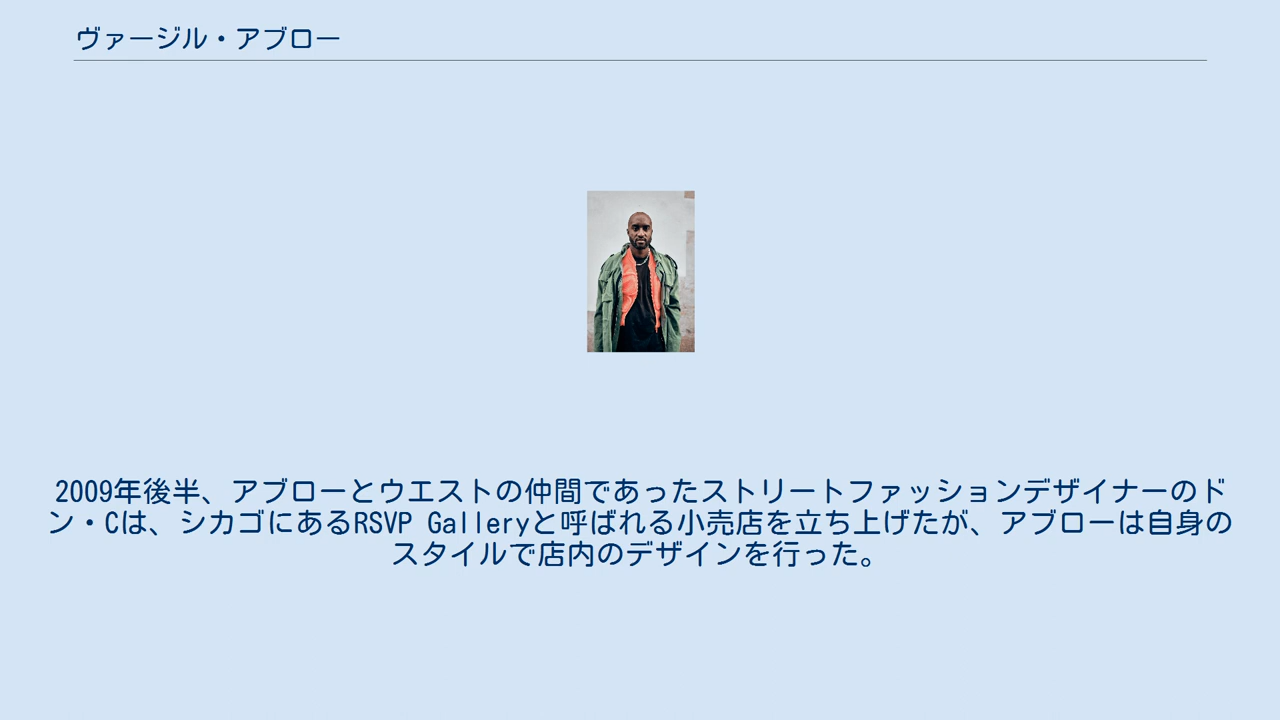 ヴァージル・アブロー
2009年後半、アブローとウエストの仲間であったストリートファッションデザイナーのド
ン・Cは、シカゴにあるRSVP Galleryと呼ばれる小売店を立ち上げたが、アブローは自身の
スタイルで店内のデザインを行った。